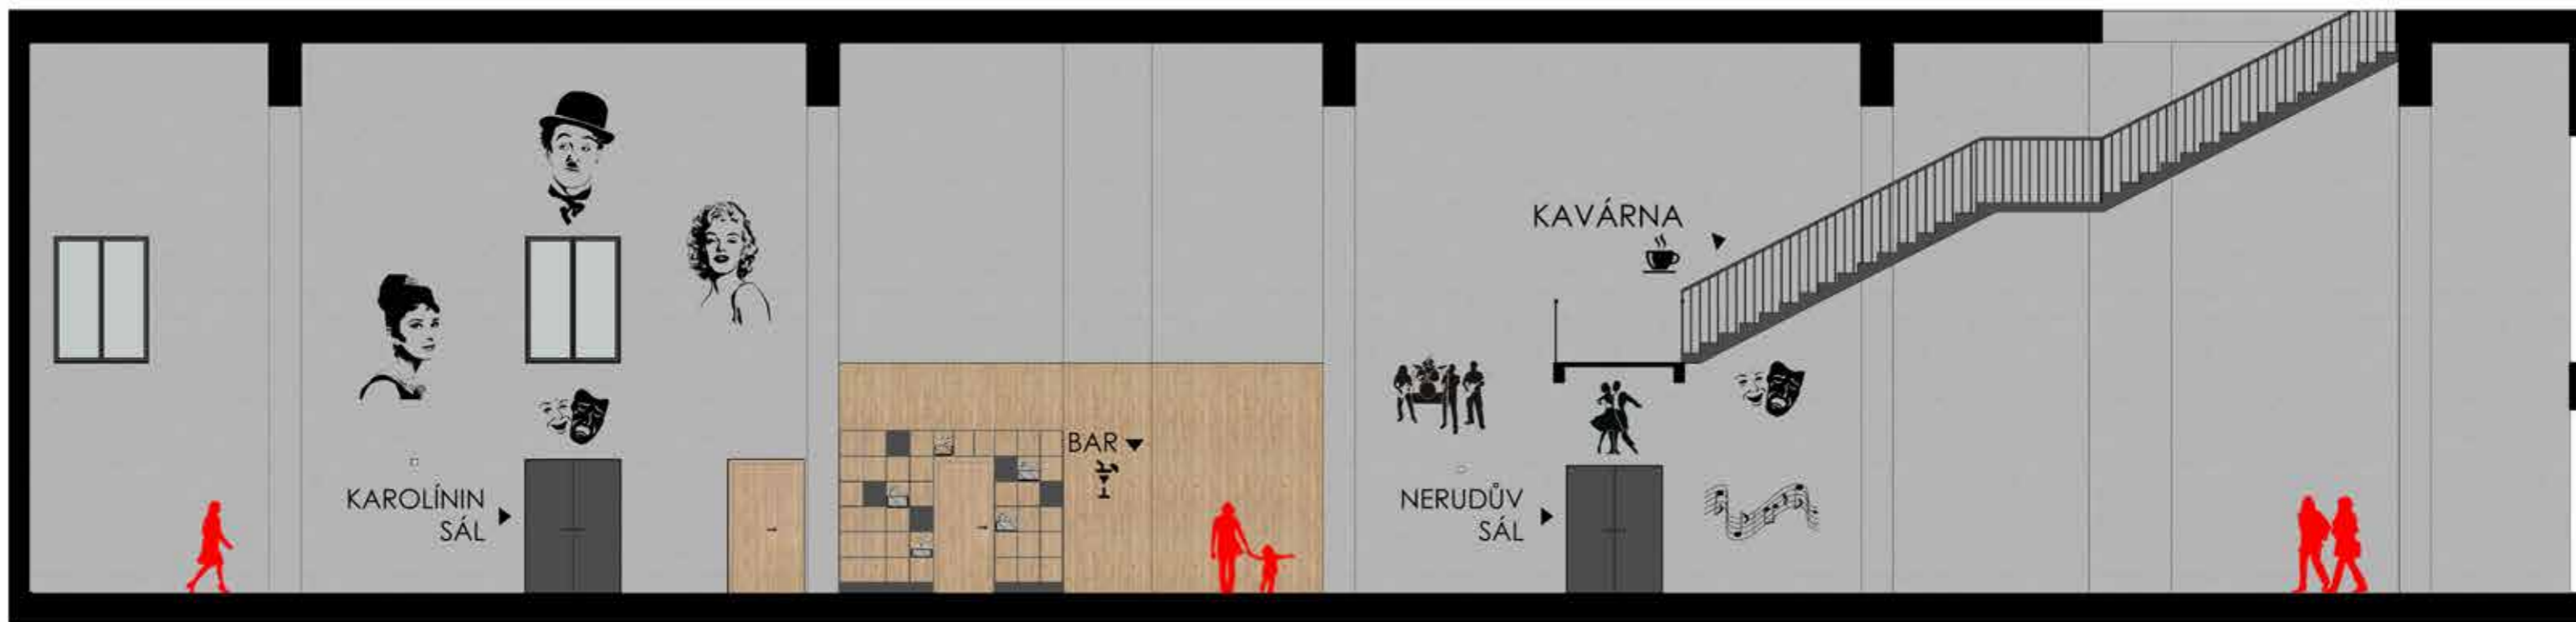 KAROLÍNIN
SÁL
BAR
KAVÁRNA
NERUDŮV
SÁL